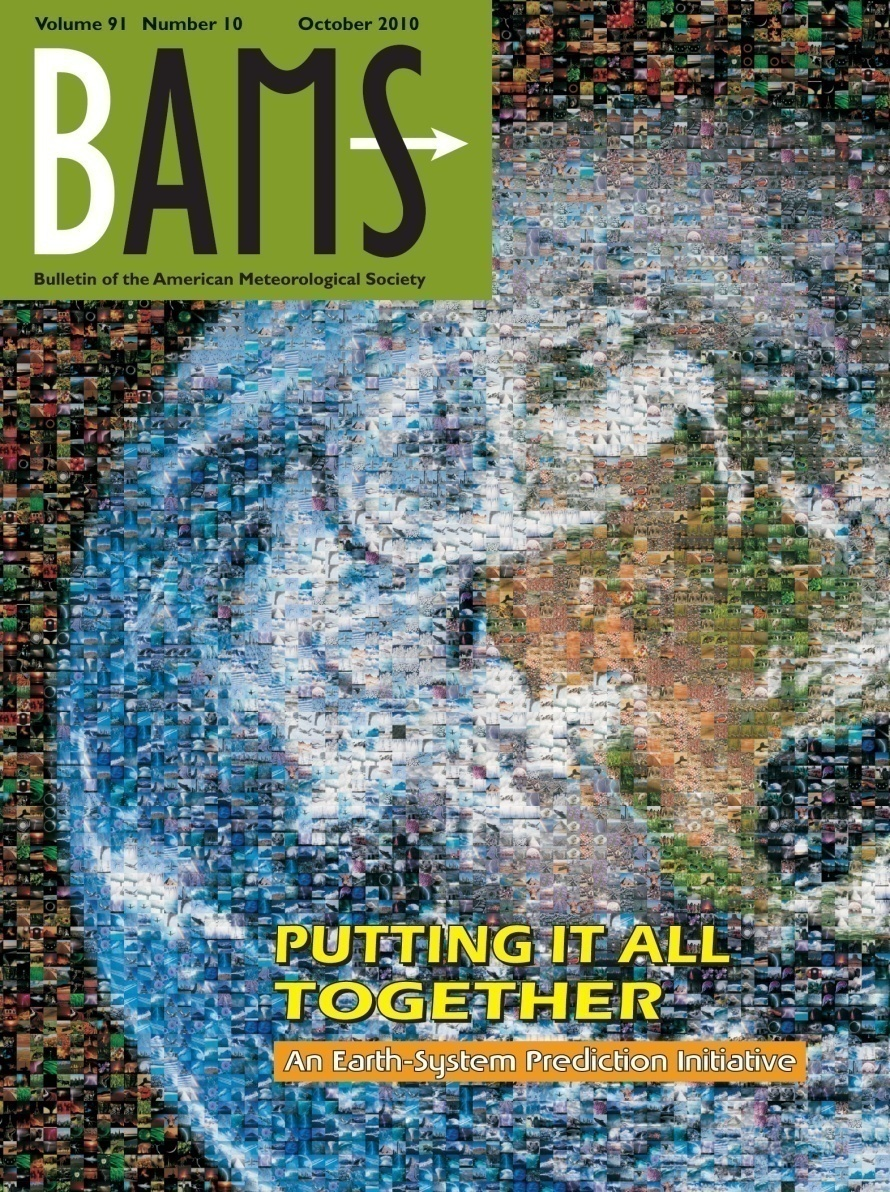 Volume 91 Number 10 October 2010
BAMS
Bulletin of the American Meteorological Society
PUTTING IT ALL
TOGETHER
An Earth-System Prediction Initiative